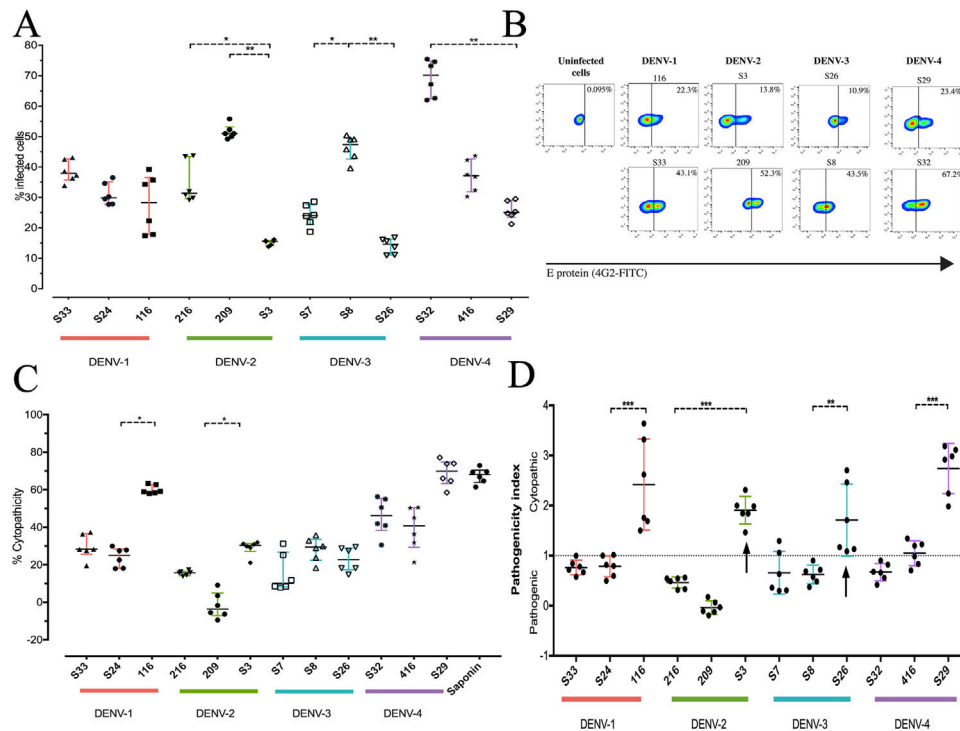 A
% infected cells
80
70
60
50
40
30
20
10
0
* ** * ** **
S33 S24 116 216 209 S3 S7 S8 S26 S32 416 S29
DENV-1 DENV-2 DENV-3 DENV-4
B
Uninfected cells DENV-1 DENV-2 DENV-3 DENV-4
116 S3 S26 S29
0.095% 22.3% 13.8% 10.9% 23.4%
S33 209 S8 S32
43.1% 52.3% 43.5% 67.2%
E protein (4G2-FITC)
C
% Cytopathicity
100
80
60
40
20
0
-20
* *
S33 S24 116 216 209 S3 S7 S8 S26 S32 416 S29 Saponin
DENV-1 DENV-2 DENV-3 DENV-4
D
Pathogenicity index
Pathogenic Cytopathic
4
3
2
1
0
-1
*** *** ** ***
S33 S24 116 216 209 S3 S7 S8 S26 S32 416 S29
DENV-1 DENV-2 DENV-3 DENV-4